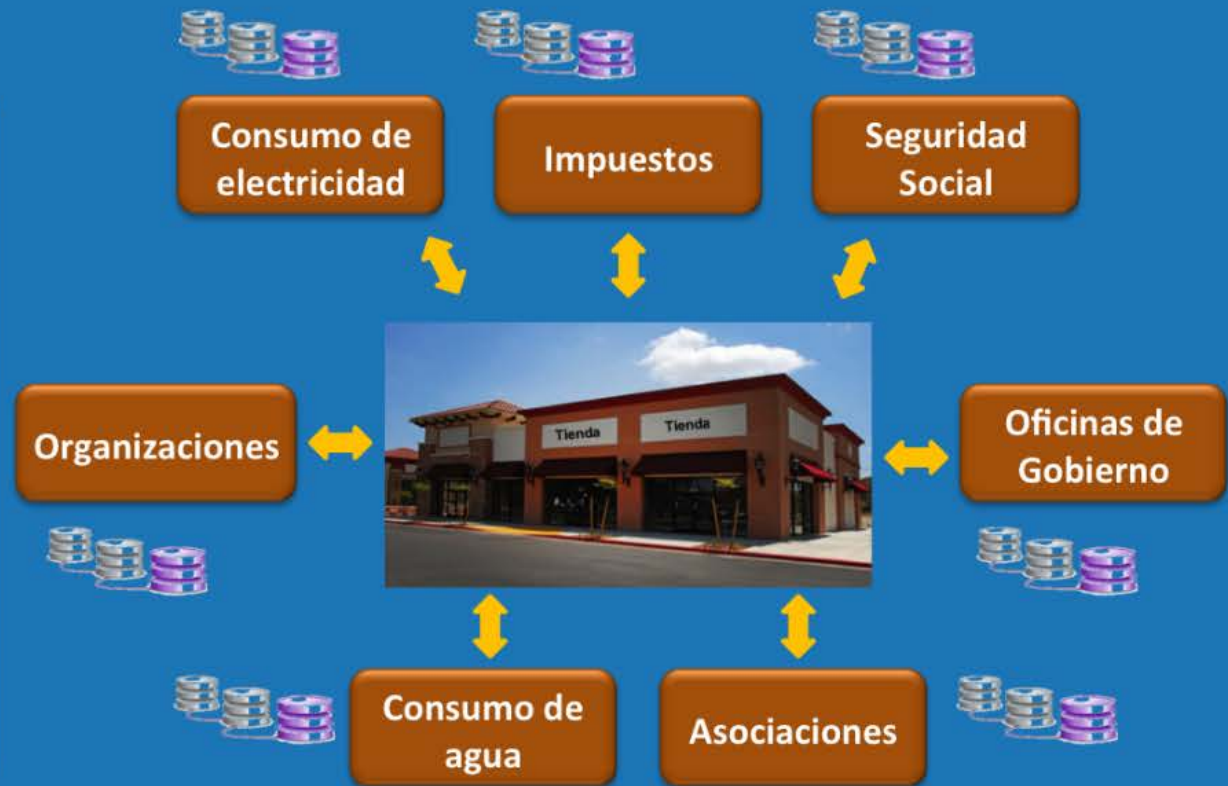 Consumo de
electricidad
Impuestos
Seguridad
Social
Organizaciones
Tienda
Tienda
Oficinas de
Gobierno
Consumo de
agua
Asociaciones